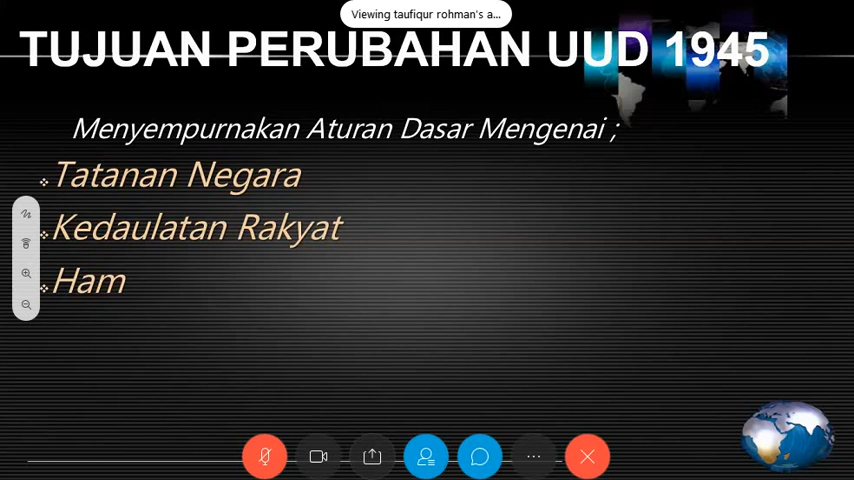 Viewing taufiqur rohman's a...
TUJUAN PERUBAHAN UUD 1945
Menyempurnakan Aturan Dasar Mengenai ;
Tatanan Negara
Kedaulatan Rakyat
Ham